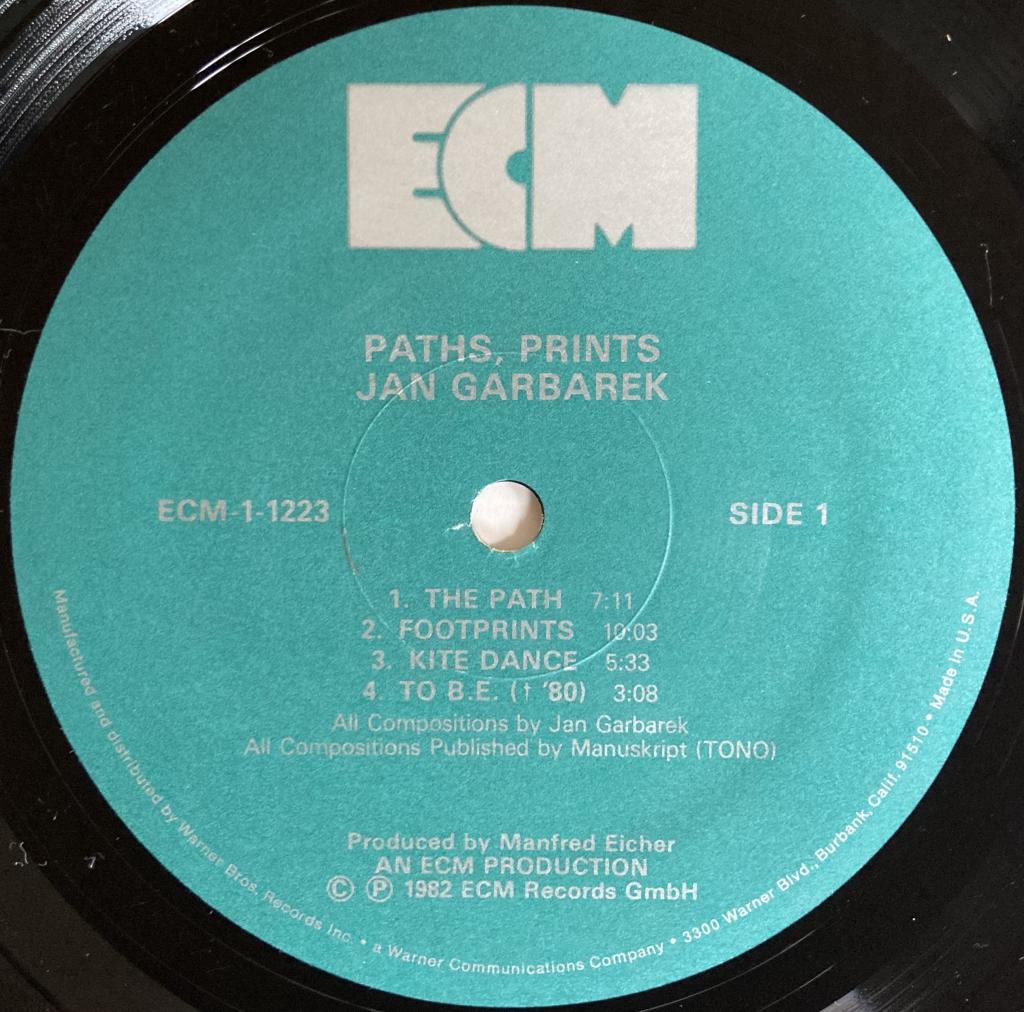 ECM
PATHS, PRINTS
JAN GARBAREK
ECM-1-1223
SIDE 1
1. THE PATH 7:11
2. FOOTPRINTS 10:03
3. KITE DANCE 5:33
4. TO B.E. († '80) 3:08
All Compositions by Jan Garbarek
All Compositions Published by Manuskript (TONO)
Produced by Manfred Eicher
AN ECM PRODUCTION
© ℗ 1982 ECM Records GmbH
Manufactured and distributed by Warner Bros. Records Inc. • a Warner Communications Company • 3300 Warner Blvd., Burbank, Calif. 91510 • Made in U.S.A.